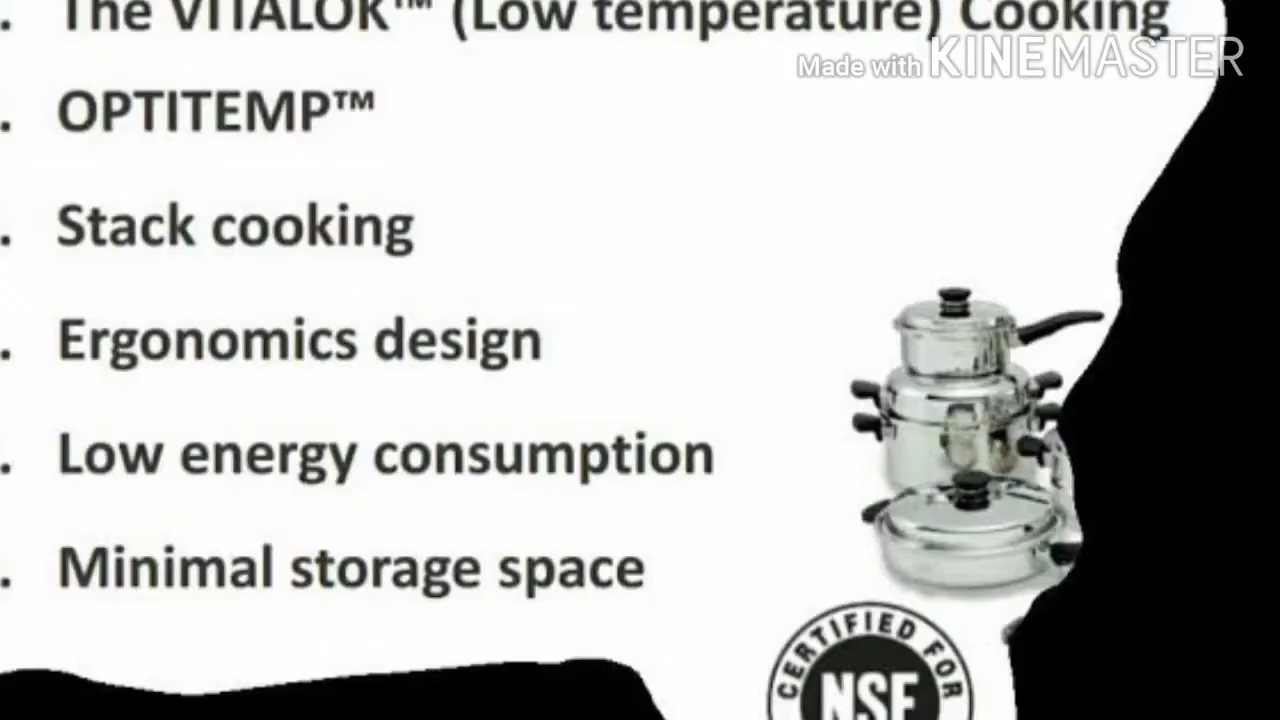 . The VITALOK™ (Low temperature) Cooking
Made with KINEMASTER
. OPTITEMP™
. Stack cooking
. Ergonomics design
. Low energy consumption
. Minimal storage space
CERTIFIED FOR
NSF